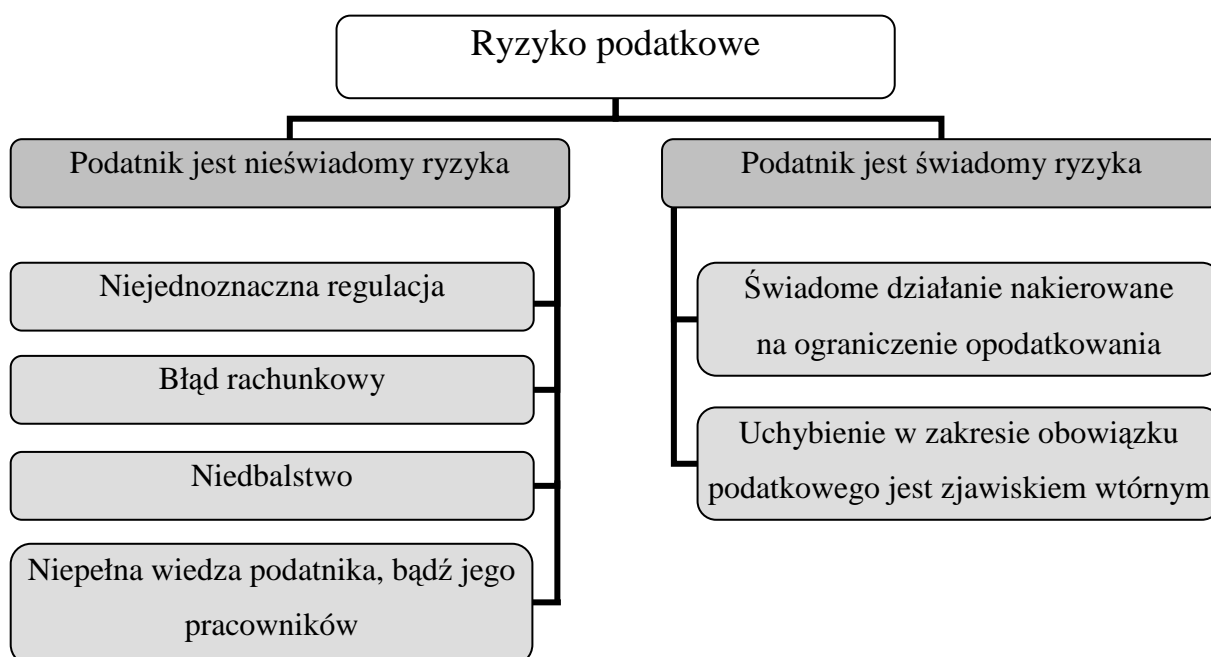 Ryzyko podatkowe
Podatnik jest nieświadomy ryzyka
Niejednoznaczna regulacja
Błąd rachunkowy
Niedbalstwo
Niepełna wiedza podatnika, bądź jego
pracowników
Podatnik jest świadomy ryzyka
Świadome działanie nakierowane
na ograniczenie opodatkowania
Uchybienie w zakresie obowiązku
podatkowego jest zjawiskiem wtórnym